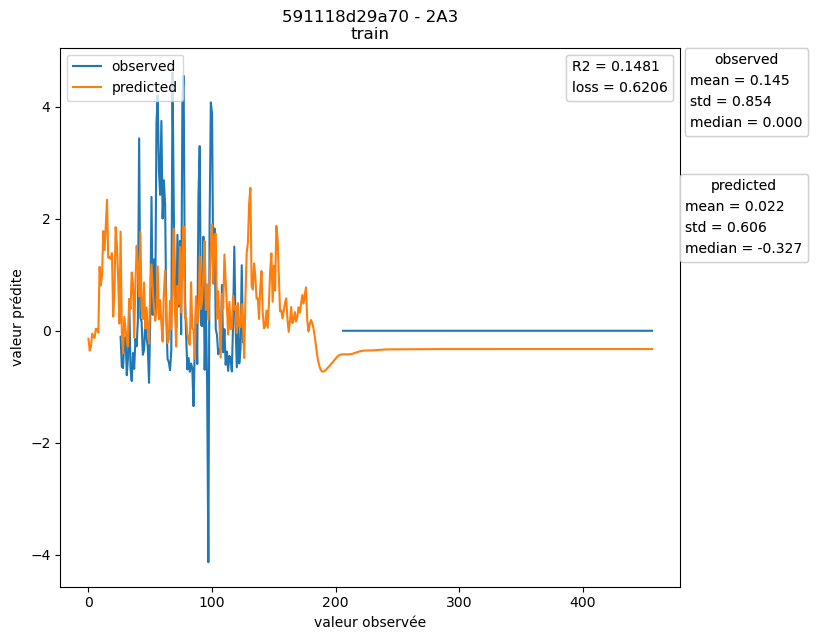 591118d29a70 - 2A3
train
observed
predicted
R2 = 0.1481
loss = 0.6206
observed
mean = 0.145
std = 0.854
median = 0.000
predicted
mean = 0.022
std = 0.606
median = -0.327
valeur prédite
4
2
0
−2
−4
0
100
200
300
400
valeur observée